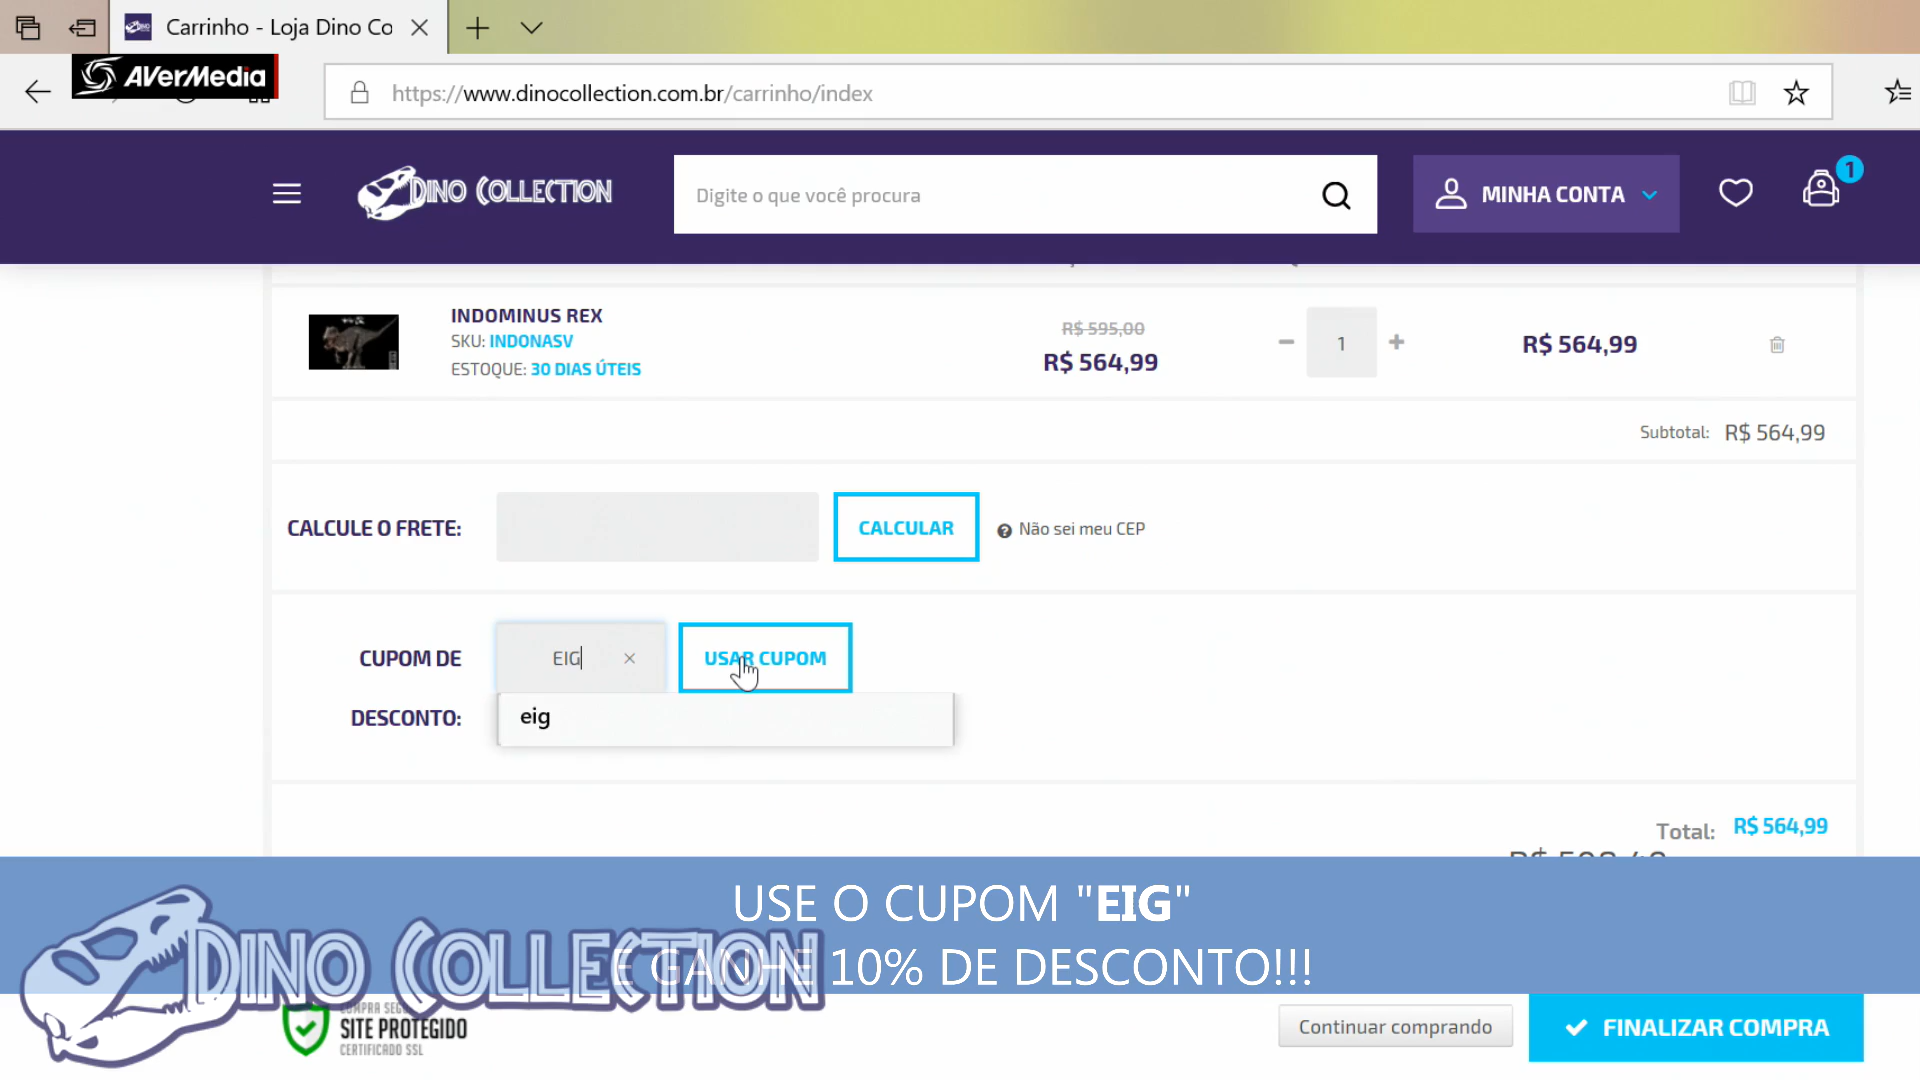 Carrinho - Loja Dino Co
AVerMedia
https://www.dinocollection.com.br/carrinho/index
DINO COLLECTION
Digite o que você procura
MINHA CONTA
1
INDOMINUS REX
SKU: INDONASV
ESTOQUE: 30 DIAS ÚTEIS
R$ 595,00
R$ 564,99
1
R$ 564,99
Subtotal: R$ 564,99
CALCULE O FRETE:
CALCULAR
Não sei meu CEP
CUPOM DE
DESCONTO:
EIG
USAR CUPOM
eig
Total: R$ 564,99
USE O CUPOM "EIG"
E GANHE 10% DE DESCONTO!!!
DINO COLLECTION
SITE PROTEGIDO
CERTIFICADO SSL
Continuar comprando
FINALIZAR COMPRA